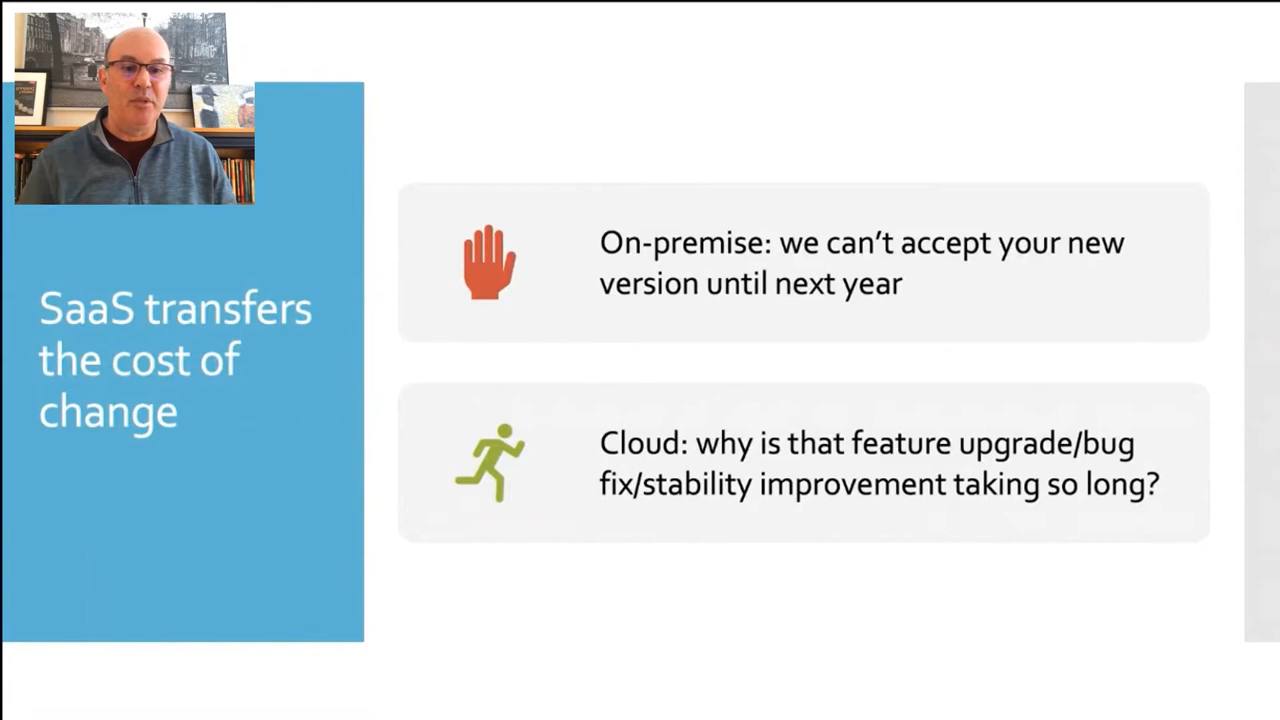 SaaS transfers
the cost of
change
On-premise: we can't accept your new
version until next year
Cloud: why is that feature upgrade/bug
fix/stability improvement taking so long?